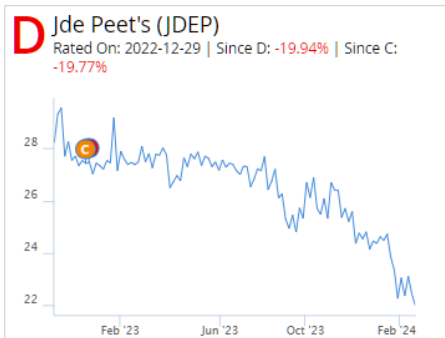 D
Jde Peet's (JDEP)
Rated On: 2022-12-29 | Since D: -19.94% | Since C:
-19.77%
28
C
26
24
22
Feb '23
Jun '23
Oct '23
Feb '24